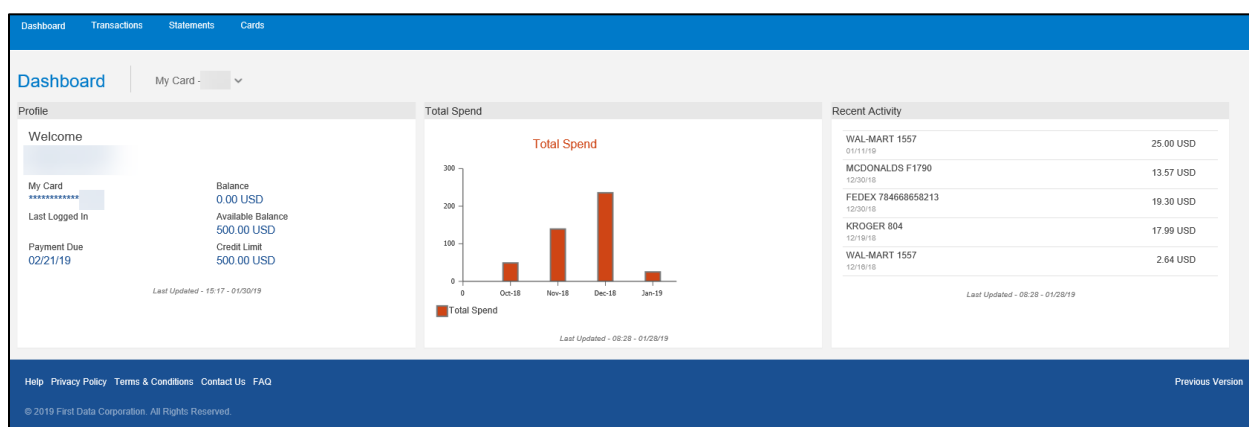 Dashboard Transactions Statements Cards
Dashboard My Card -
Profile
Welcome
My Card Balance
************ 0.00 USD
Last Logged In Available Balance
500.00 USD
Payment Due Credit Limit
02/21/19 500.00 USD
Last Updated - 15:17 - 01/30/19
Total Spend
Total Spend
300
200
100
0
0 Oct-18 Nov-18 Dec-18 Jan-19
Total Spend
Last Updated - 08:28 - 01/28/19
Recent Activity
WAL-MART 1557 25.00 USD
01/11/19
MCDONALDS F1790 13.57 USD
12/30/18
FEDEX 784668658213 19.30 USD
12/30/18
KROGER 804 17.99 USD
12/19/18
WAL-MART 1557 2.64 USD
12/16/18
Last Updated - 08:28 - 01/28/19
Help Privacy Policy Terms & Conditions Contact Us FAQ Previous Version
© 2019 First Data Corporation. All Rights Reserved.